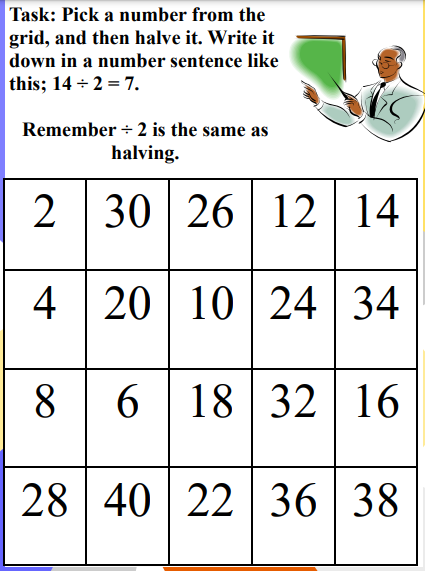 Task: Pick a number from the
grid, and then halve it. Write it
down in a number sentence like
this; 14 ÷ 2 = 7.
Remember ÷ 2 is the same as
halving.
2 30 26 12 14
4 20 10 24 34
8 6 18 32 16
28 40 22 36 38